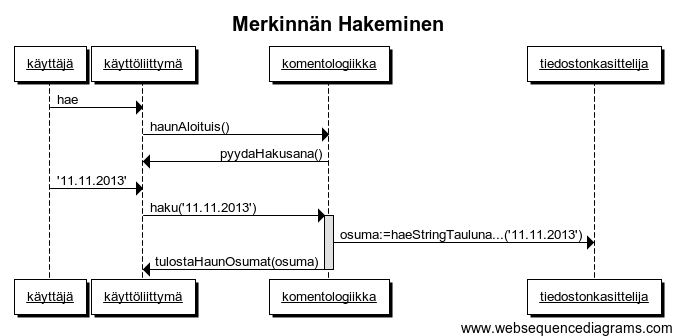 Merkinnän Hakeminen
käyttäjä
käyttöliittymä
komentologiikka
tiedostonkasittelija
hae
haunAloituis()
pyydaHakusana()
'11.11.2013'
haku('11.11.2013')
osuma:=haeStringTauluna...('11.11.2013')
tulostaHaunOsumat(osuma)
käyttäjä
käyttöliittymä
komentologiikka
tiedostonkasittelija
www.websequencediagrams.com